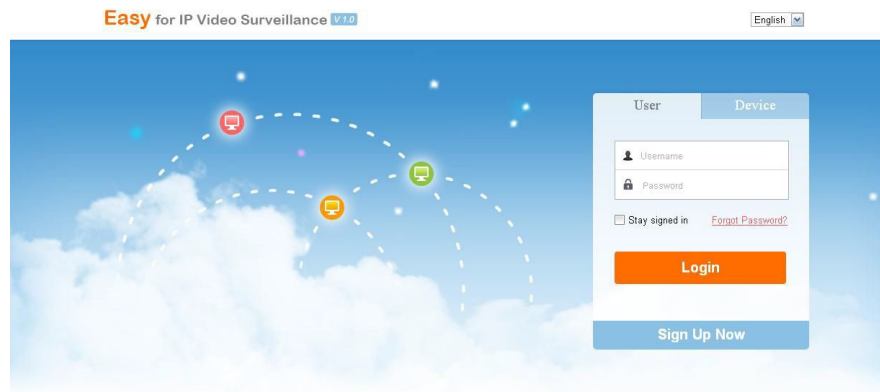 Easy for IP Video Surveillance V 1.0
English
User Device
Username
Password
Stay signed in Forgot Password?
Login
Sign Up Now